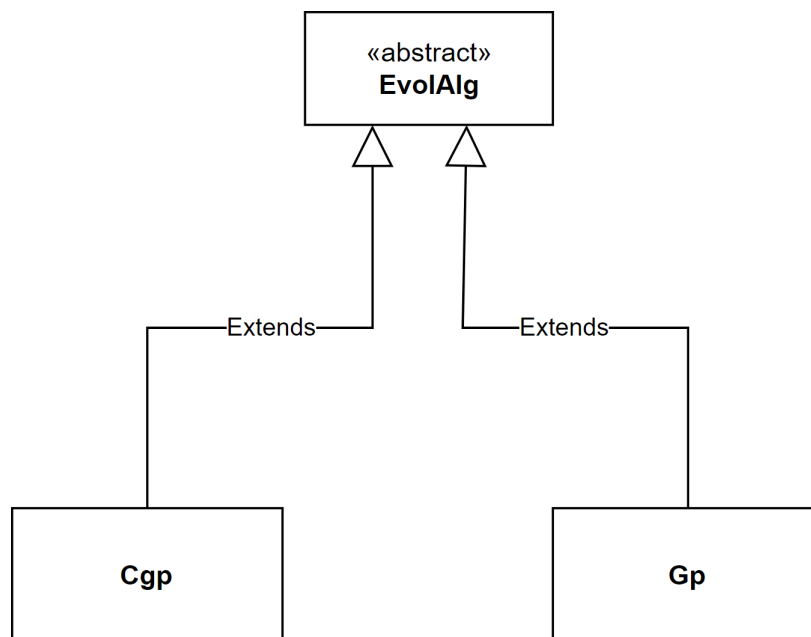 «abstract»
EvolAlg
Extends
Extends
Cgp
Gp